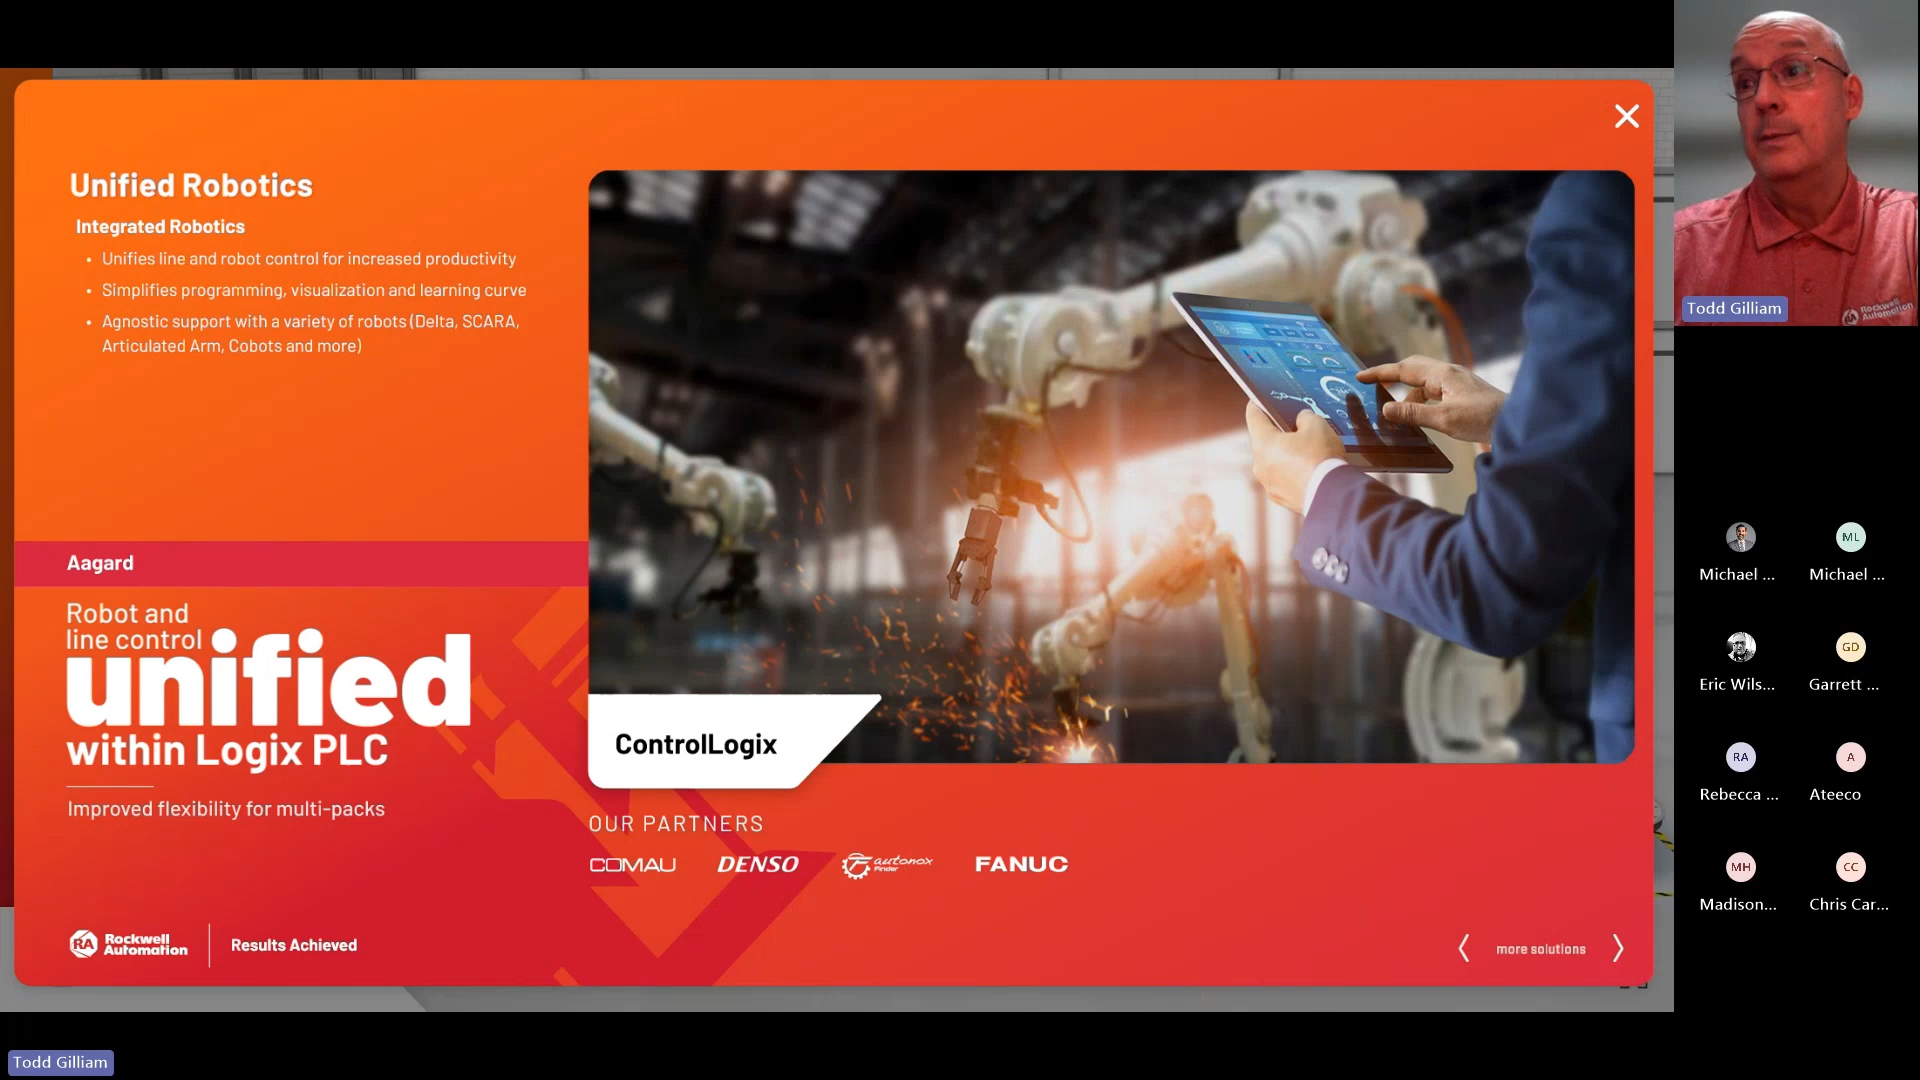 Unified Robotics
Integrated Robotics
• Unifies line and robot control for increased productivity
• Simplifies programming, visualization and learning curve
• Agnostic support with a variety of robots (Delta, SCARA,
Articulated Arm, Cobots and more)
Aagard
Robot and
line control
unified
within Logix PLC
Improved flexibility for multi-packs
ControlLogix
OUR PARTNERS
COMAU
DENSO
autonox
Finder
FANUC
RA
Rockwell
Automation
Results Achieved
more solutions
Todd Gilliam
Rockwell
Automation
Todd Gilliam
Michael ...
ML
Michael ...
Eric Wils...
GD
Garrett ...
RA
Rebecca ...
A
Ateeco
MH
Madison...
CC
Chris Car...